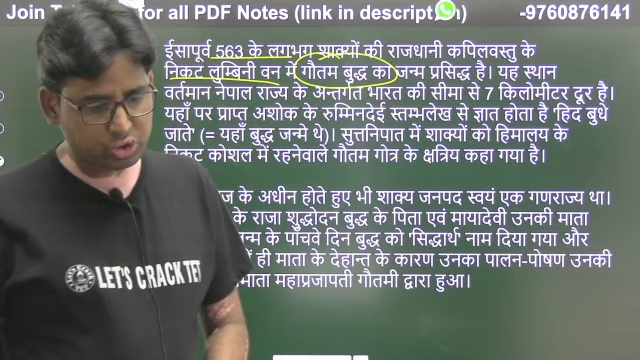 Join T for all PDF Notes (link in descript n) -9760876141
ईसापूर्व 563 के लगभग शाक्यों की राजधानी कपिलवस्तु के
निकट लुम्बिनी वन में गौतम बुद्ध का जन्म प्रसिद्ध है। यह स्थान
वर्तमान नेपाल राज्य के अन्तर्गत भारत की सीमा से 7 किलोमीटर दूर है।
यहाँ पर प्राप्त अशोक के रुम्मिनदेई स्तम्भलेख से ज्ञात होता है 'हिद बुधे
जाते' (= यहाँ बुद्ध जन्मे थे)। सुत्तनिपात में शाक्यों को हिमालय के
निकट कोशल में रहनेवाले गौतम गोत्र के क्षत्रिय कहा गया है।
ज के अधीन होते हुए भी शाक्य जनपद स्वयं एक गणराज्य था।
के राजा शुद्धोदन बुद्ध के पिता एवं मायादेवी उनकी माता
न्म के पाँचवे दिन बुद्ध को 'सिद्धार्थ' नाम दिया गया और
ही माता के देहान्त के कारण उनका पालन-पोषण उनकी
माता महाप्रजापती गौतमी द्वारा हुआ।
LET'S CRACK TET